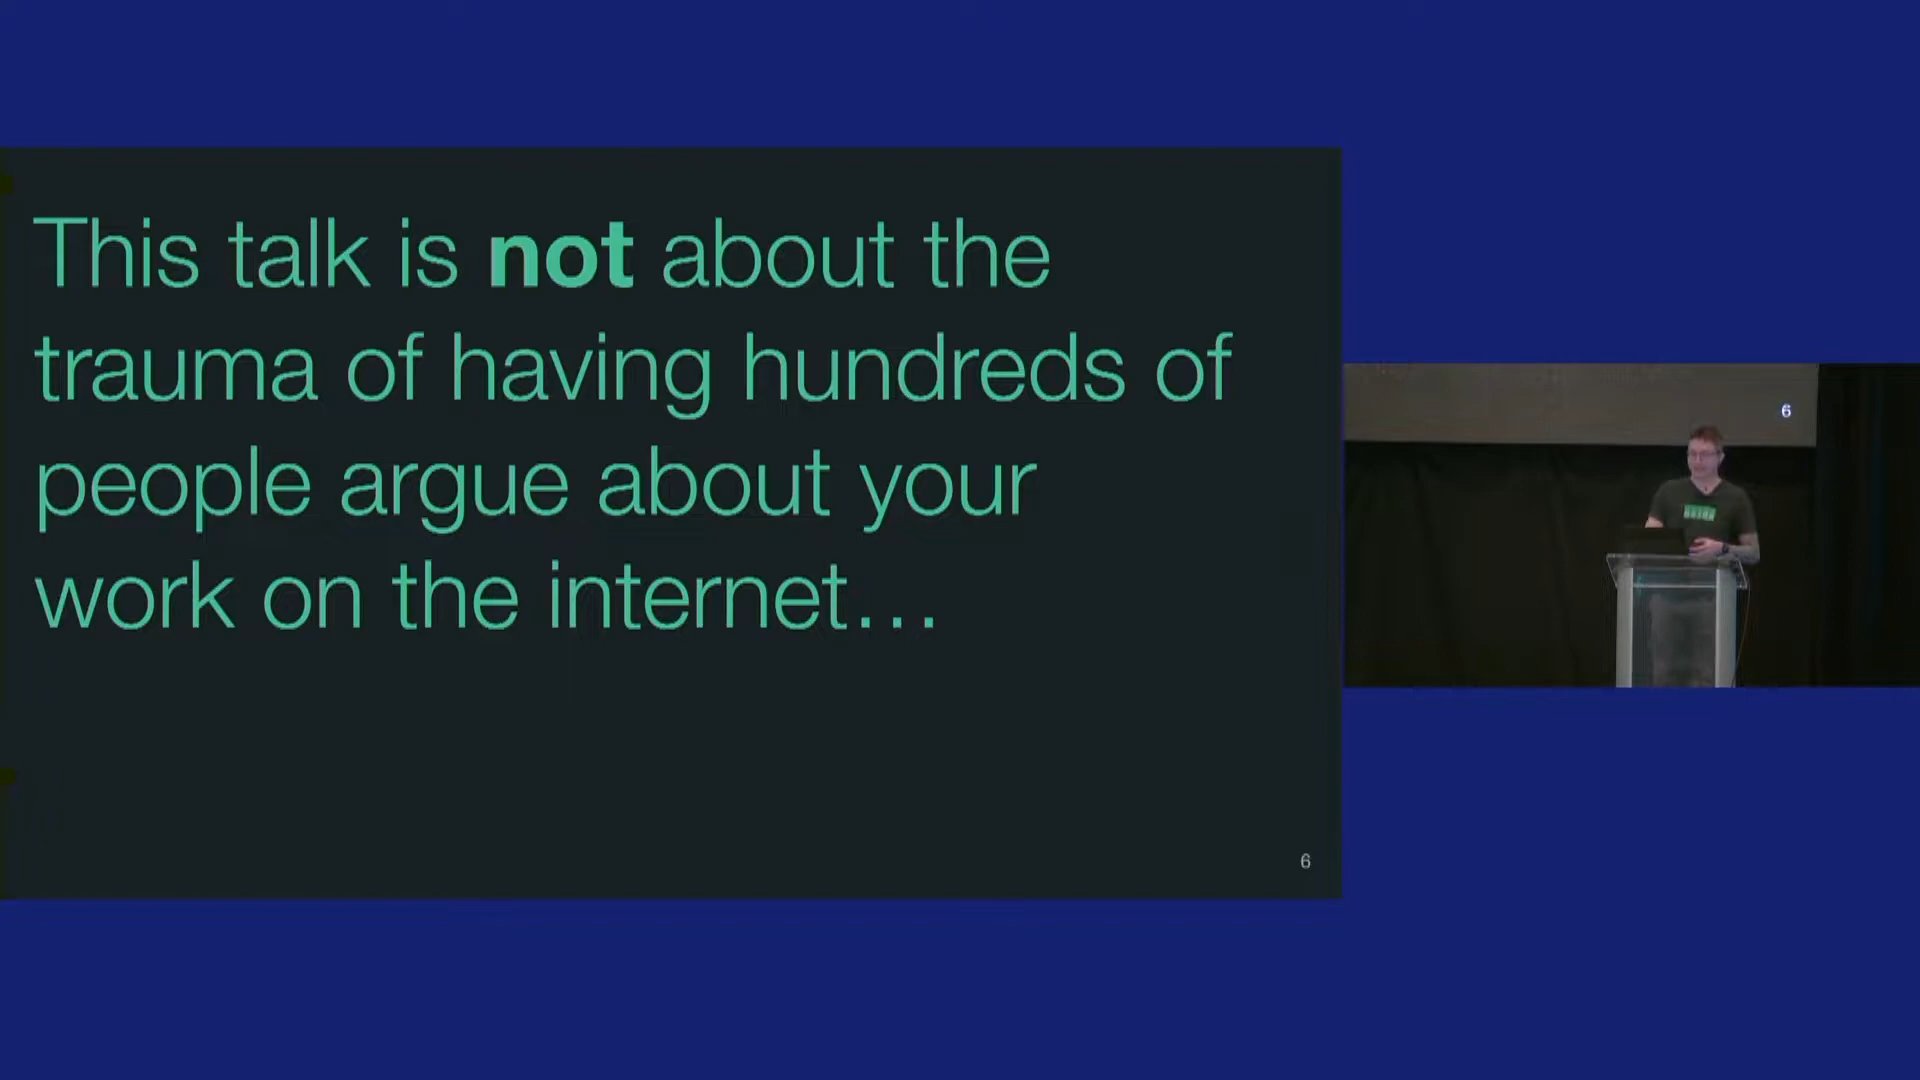 This talk is not about the
trauma of having hundreds of
people argue about your
work on the internet...
6
6